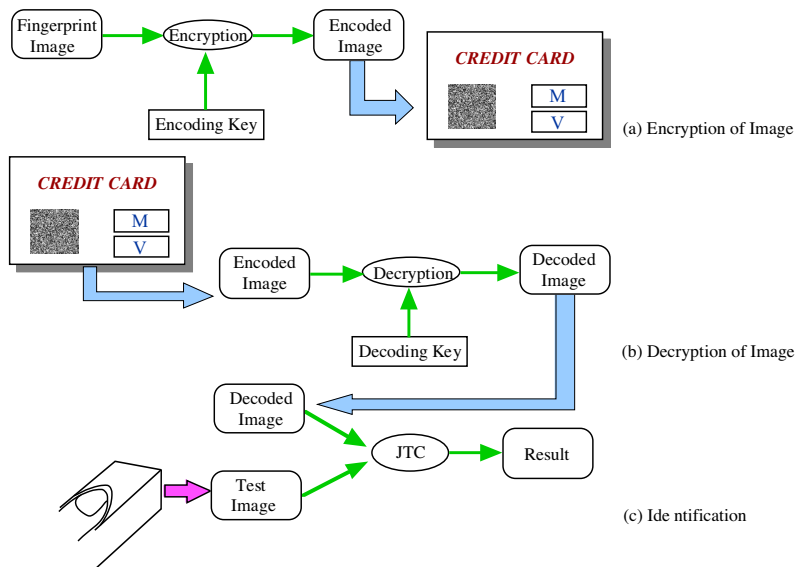 Fingerprint
Image
Encryption
Encoded
Image
Encoding Key
CREDIT CARD
M
V
(a) Encryption of Image
CREDIT CARD
M
V
Encoded
Image
Decryption
Decoded
Image
Decoding Key
(b) Decryption of Image
Decoded
Image
JTC
Result
Test
Image
(c) Ide ntification